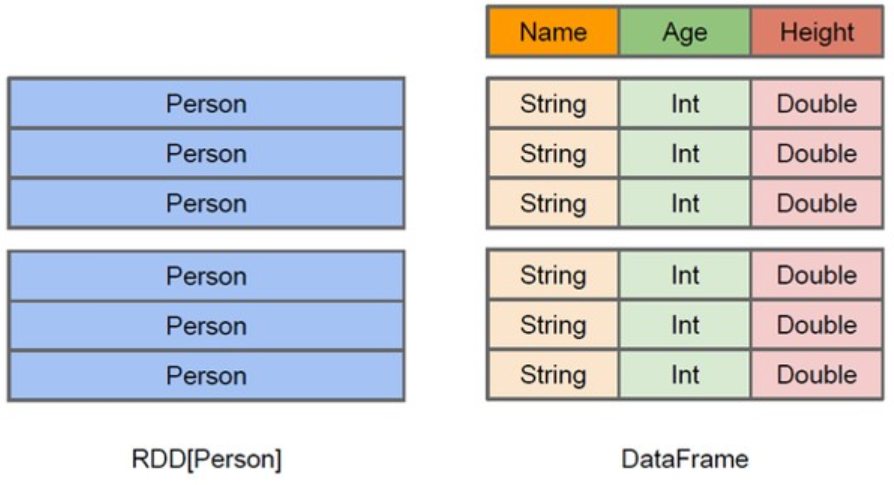 Name Age Height
Person String Int Double
Person String Int Double
Person String Int Double
Person String Int Double
Person String Int Double
Person String Int Double
RDD[Person] DataFrame